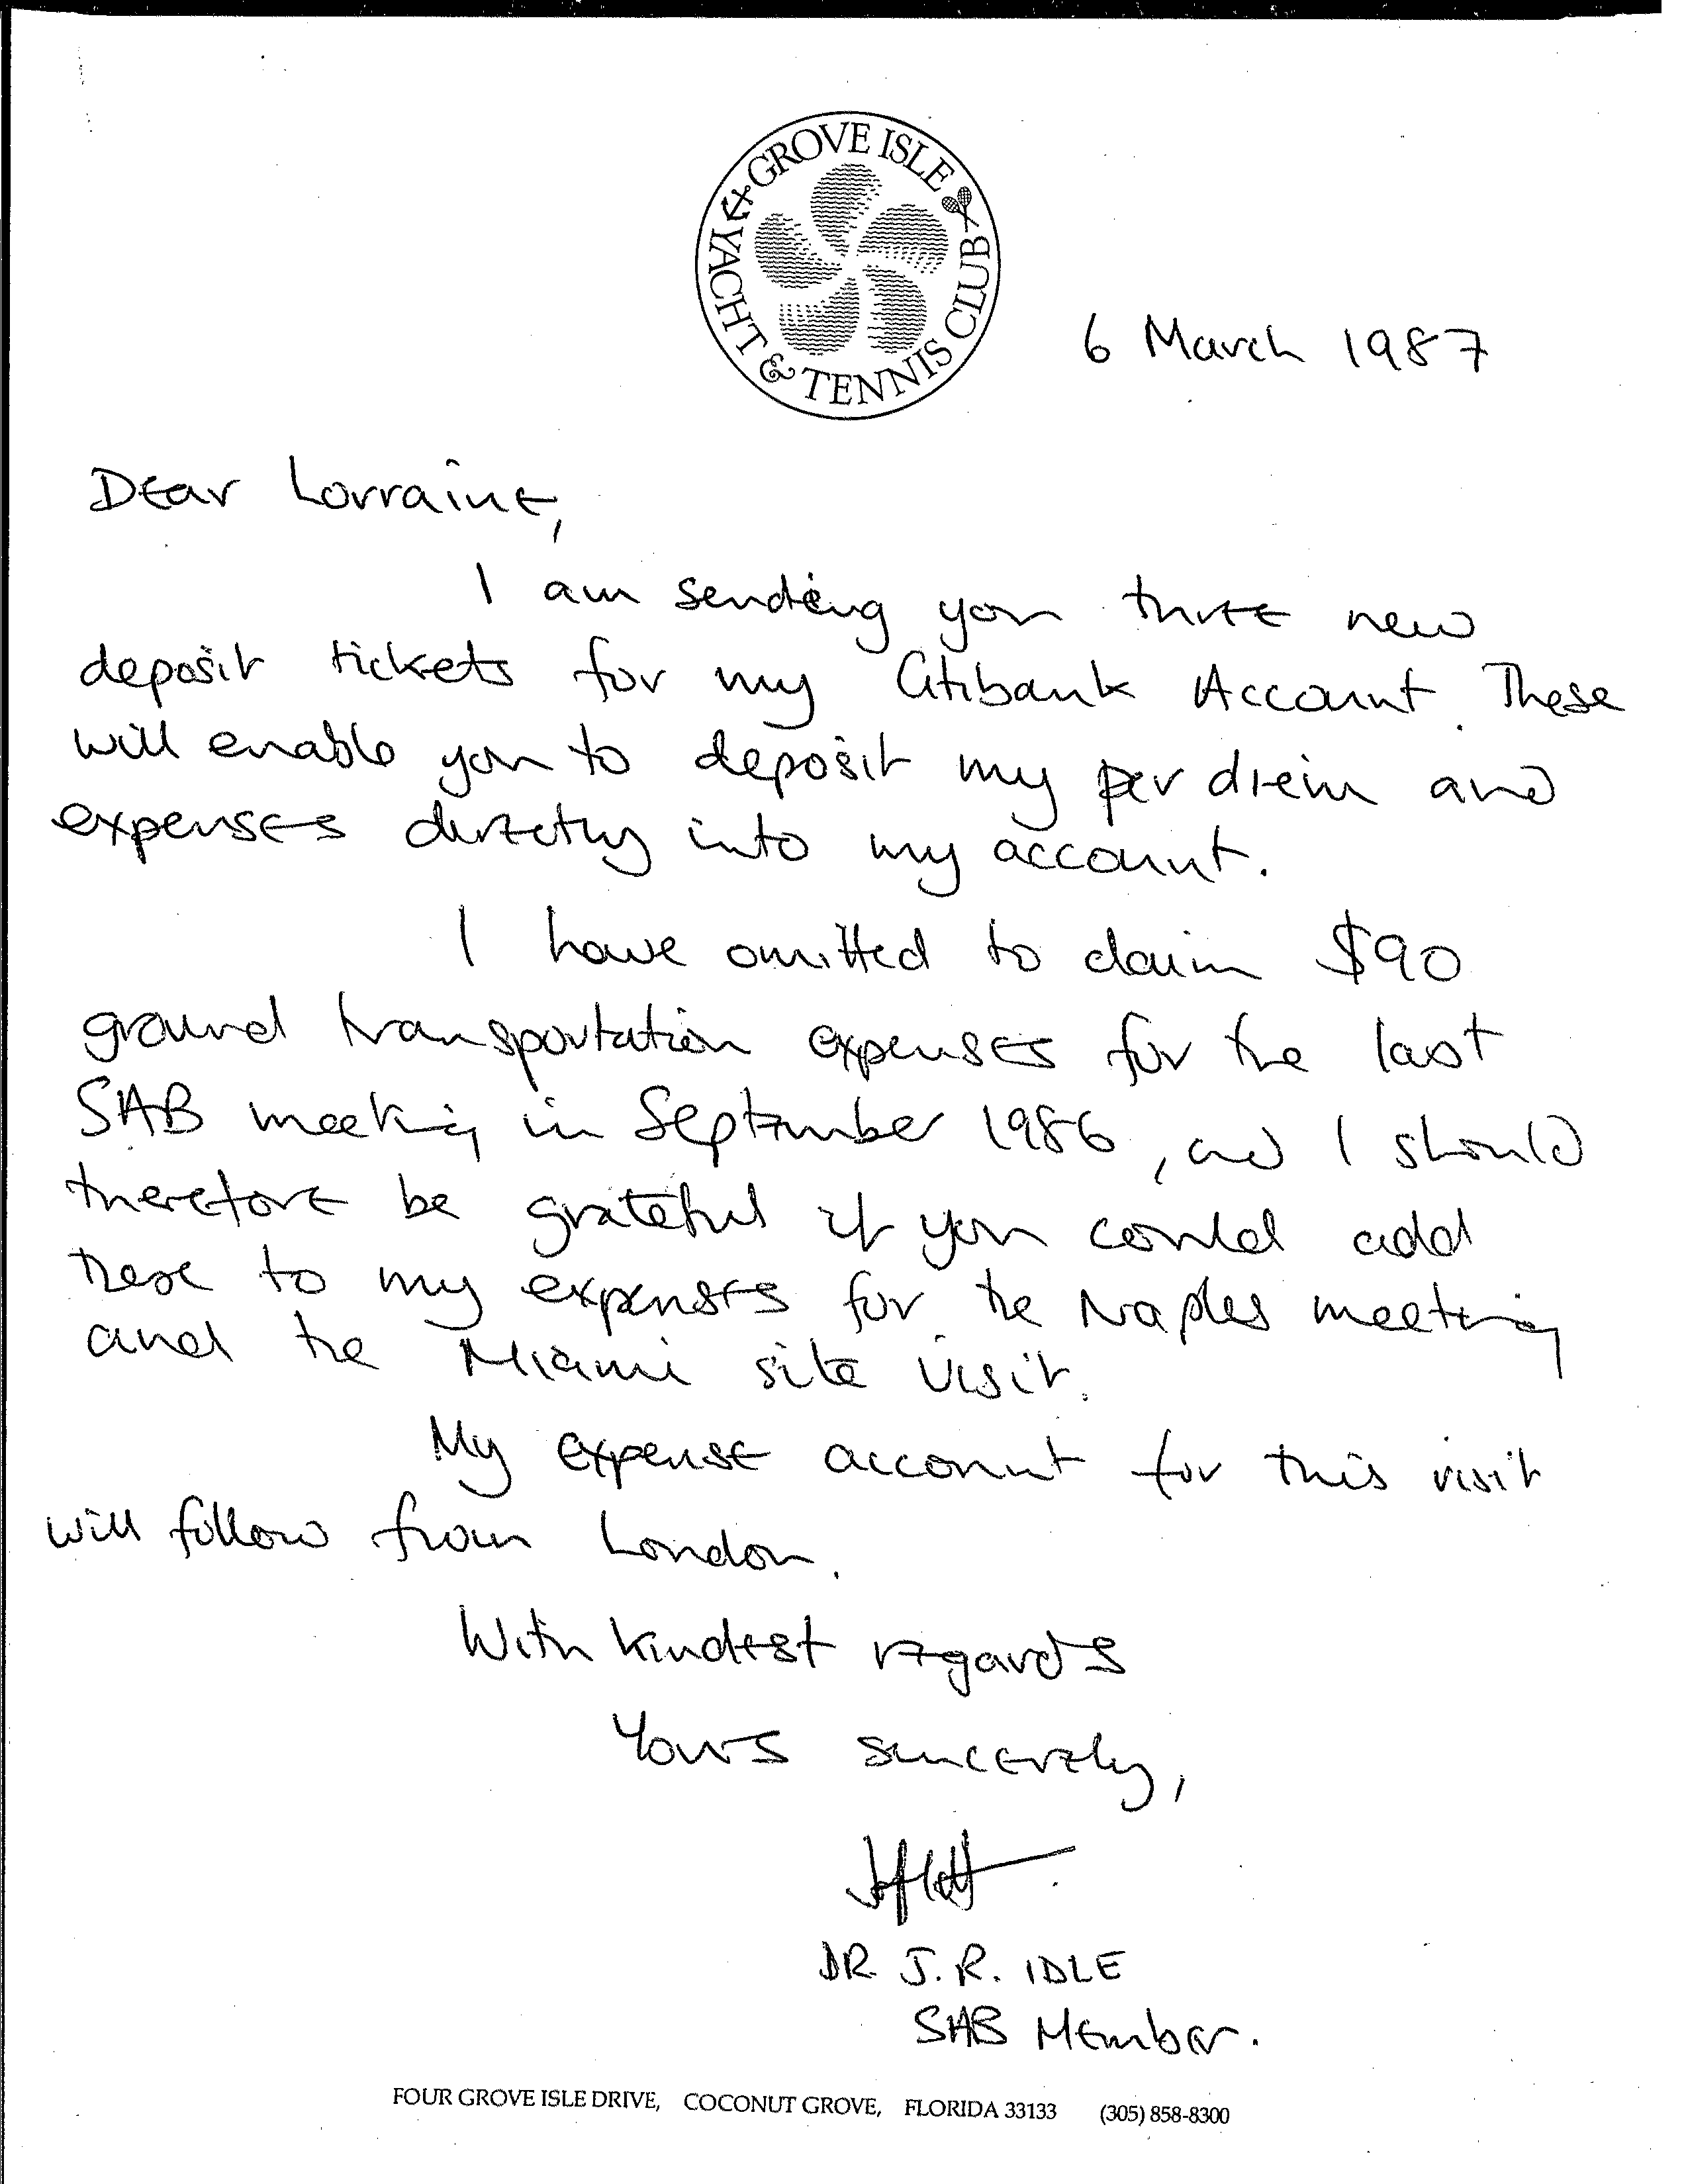 GROVE ISLE
YACHT & TENNIS CLUB
6 March 1987
Dear Lorraine,
I am sending you three new
deposit tickets for my Citibank Account. These
will enable you to deposit my per diem and
expenses directly into my account.
I have omitted to claim $90
ground transportation expenses for the last
SAB meeting in September 1986, and I should
therefore be grateful if you could add
these to my expenses for the Naples meeting
and the Miami site visit.
My expense account for this visit
will follow from London.
With kindest regards
Yours sincerely,
DR J.R. IDLE
SAB Member.
FOUR GROVE ISLE DRIVE, COCONUT GROVE, FLORIDA 33133 (305) 858-8300